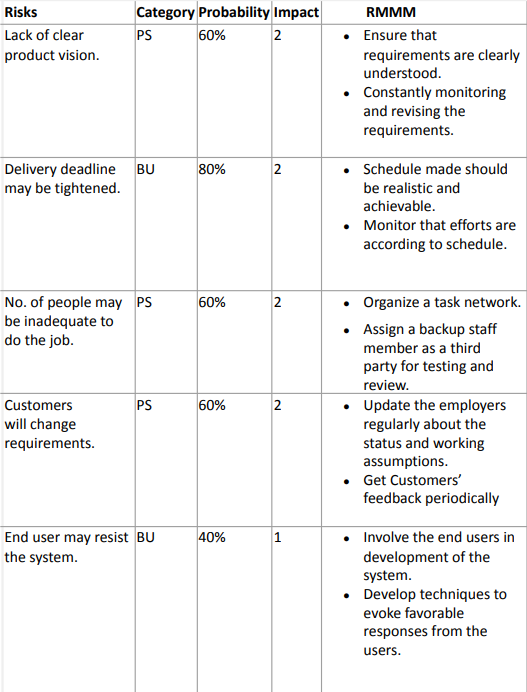 Risks Category Probability Impact RMMM
Lack of clear PS 60% 2 • Ensure that
product vision. requirements are clearly
understood.
• Constantly monitoring
and revising the
requirements.
Delivery deadline BU 80% 2 • Schedule made should
may be tightened. be realistic and
achievable.
• Monitor that efforts are
according to schedule.
No. of people may PS 60% 2 • Organize a task network.
be inadequate to
do the job. • Assign a backup staff
member as a third
party for testing and
review.
Customers PS 60% 2 • Update the employers
will change regularly about the
requirements. status and working
assumptions.
• Get Customers’
feedback periodically
End user may resist BU 40% 1 • Involve the end users in
the system. development of the
system.
• Develop techniques to
evoke favorable
responses from the
users.